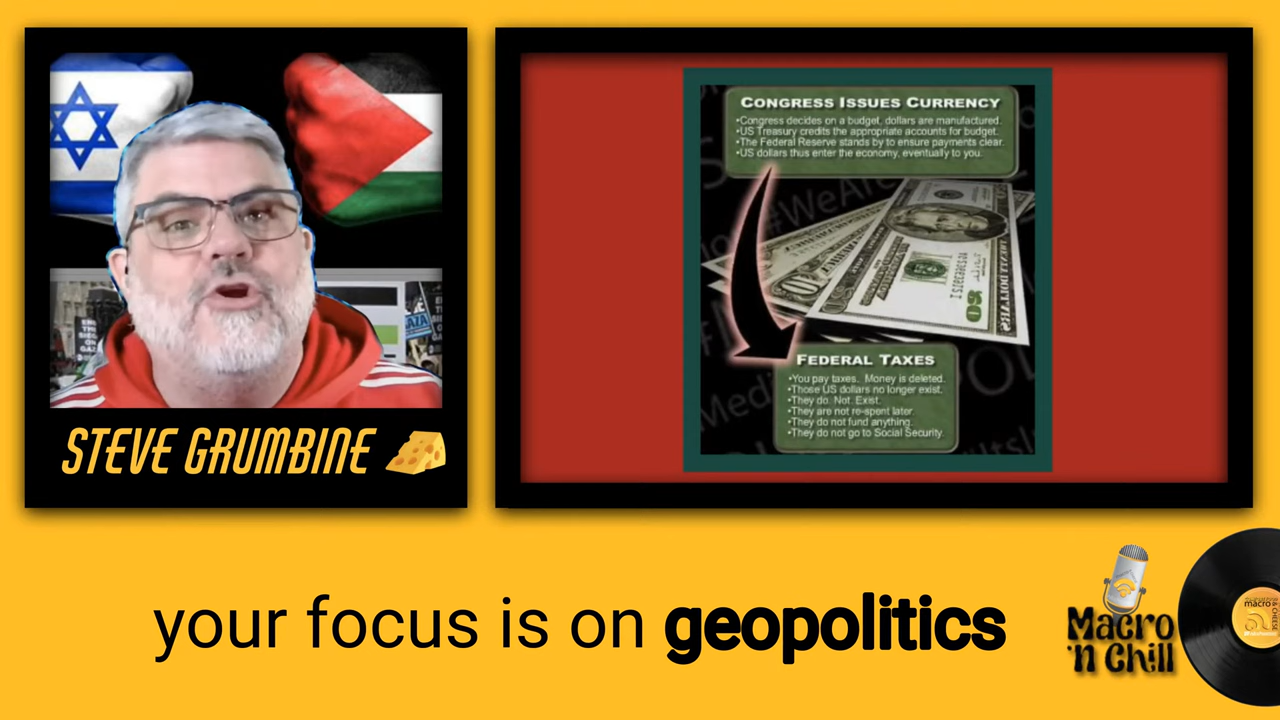 CONGRESS ISSUES CURRENCY
•Congress decides on a budget, dollars are manufactured.
•US Treasury credits the appropriate accounts for budget.
•The Federal Reserve stands by to ensure payments clear.
•US dollars thus enter the economy, eventually to you.
#WeAre
FEDERAL TAXES
•You pay taxes. Money is deleted.
•Those US dollars no longer exist.
•They do. Not. Exist.
•They are not re-spent later.
•They do not fund anything.
•They do not go to Social Security.
STEVE GRUMBINE
your focus is on geopolitics
Macro
'N Chill
macro